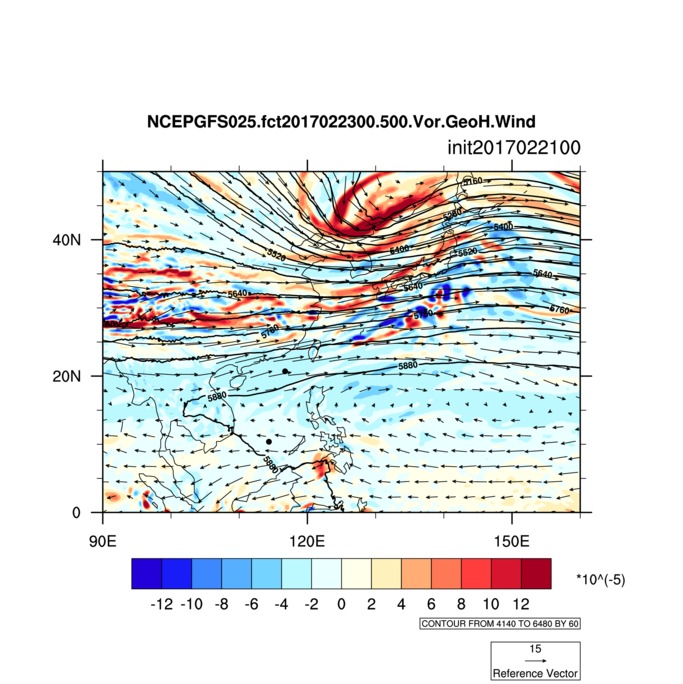 NCEPGFS025.fct2017022300.500.Vor.GeoH.Wind
init2017022100
5160
5280
5400
5520
5520
5400
40N
5640
5640
5640
5760
5760
5760
5880
20N
5880
5880
0
90E 120E 150E
-12 -10 -8 -6 -4 -2 0 2 4 6 8 10 12
*10^(-5)
CONTOUR FROM 4140 TO 6480 BY 60
15
Reference Vector